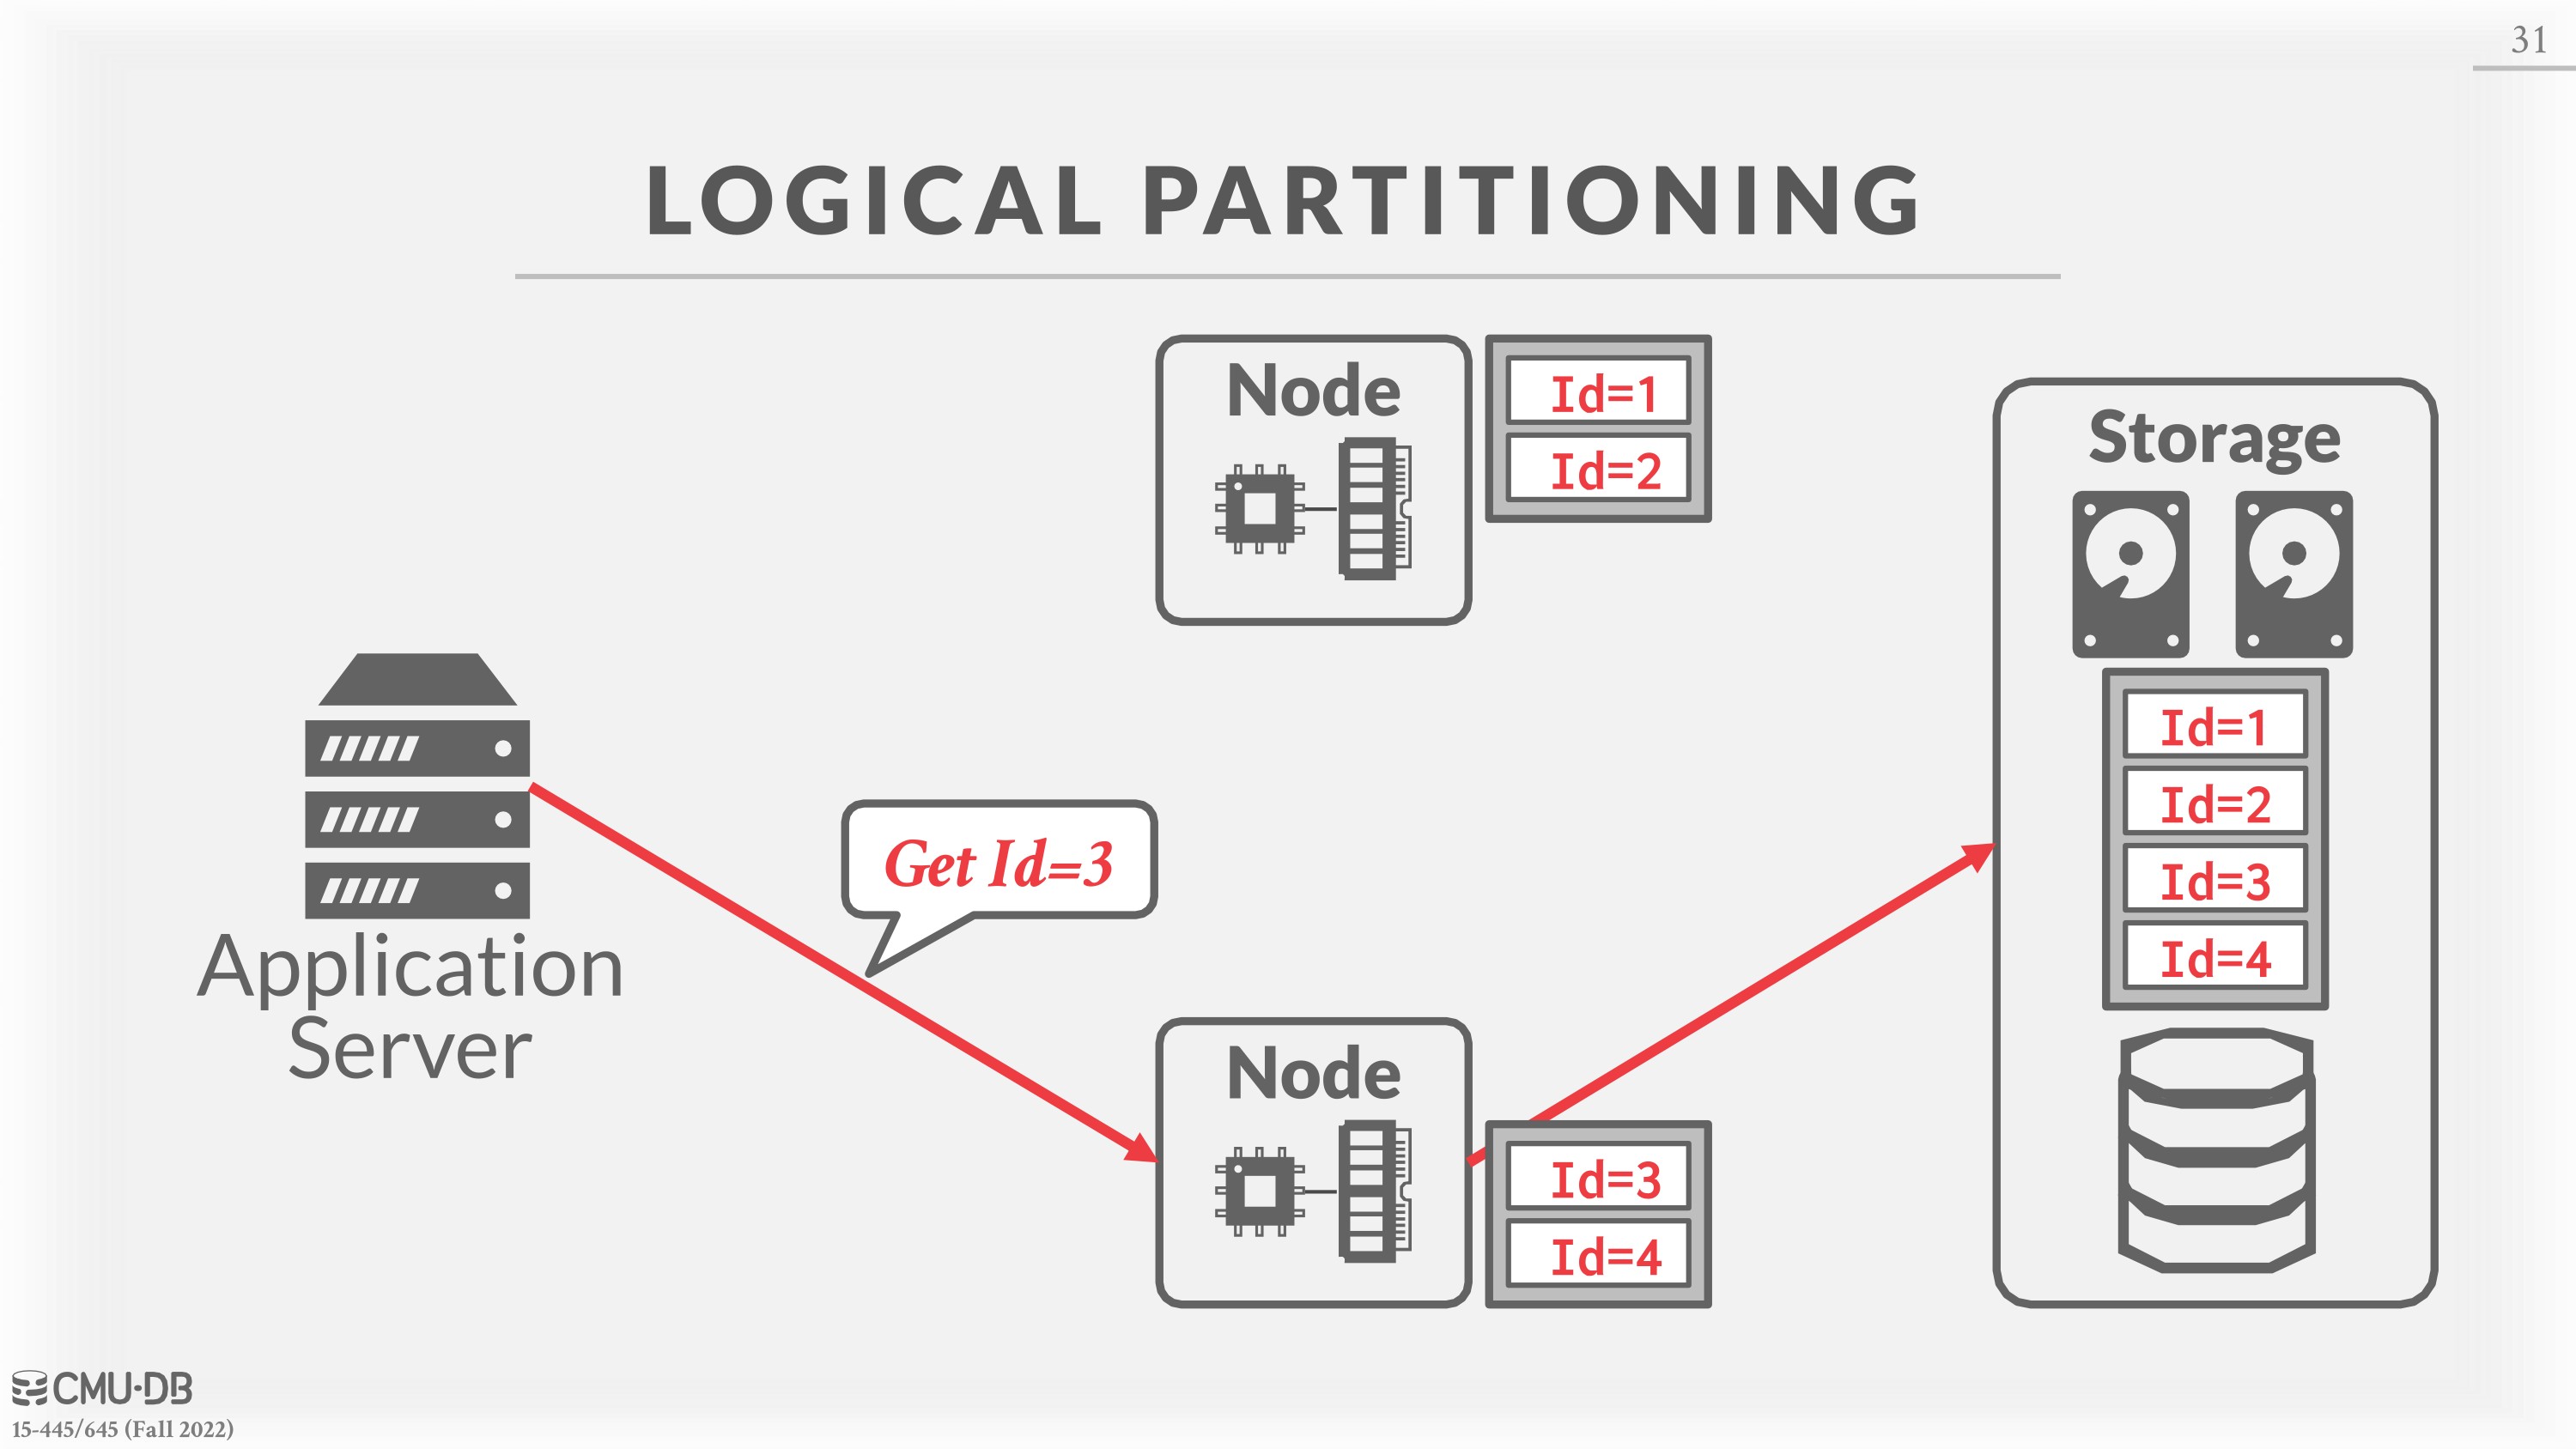 31
LOGICAL PARTITIONING
Node
Id=1
Id=2
Storage
Id=1
Id=2
Id=3
Id=4
Application
Server
Get Id=3
Node
Id=3
Id=4
CMU·DB
15-445/645 (Fall 2022)